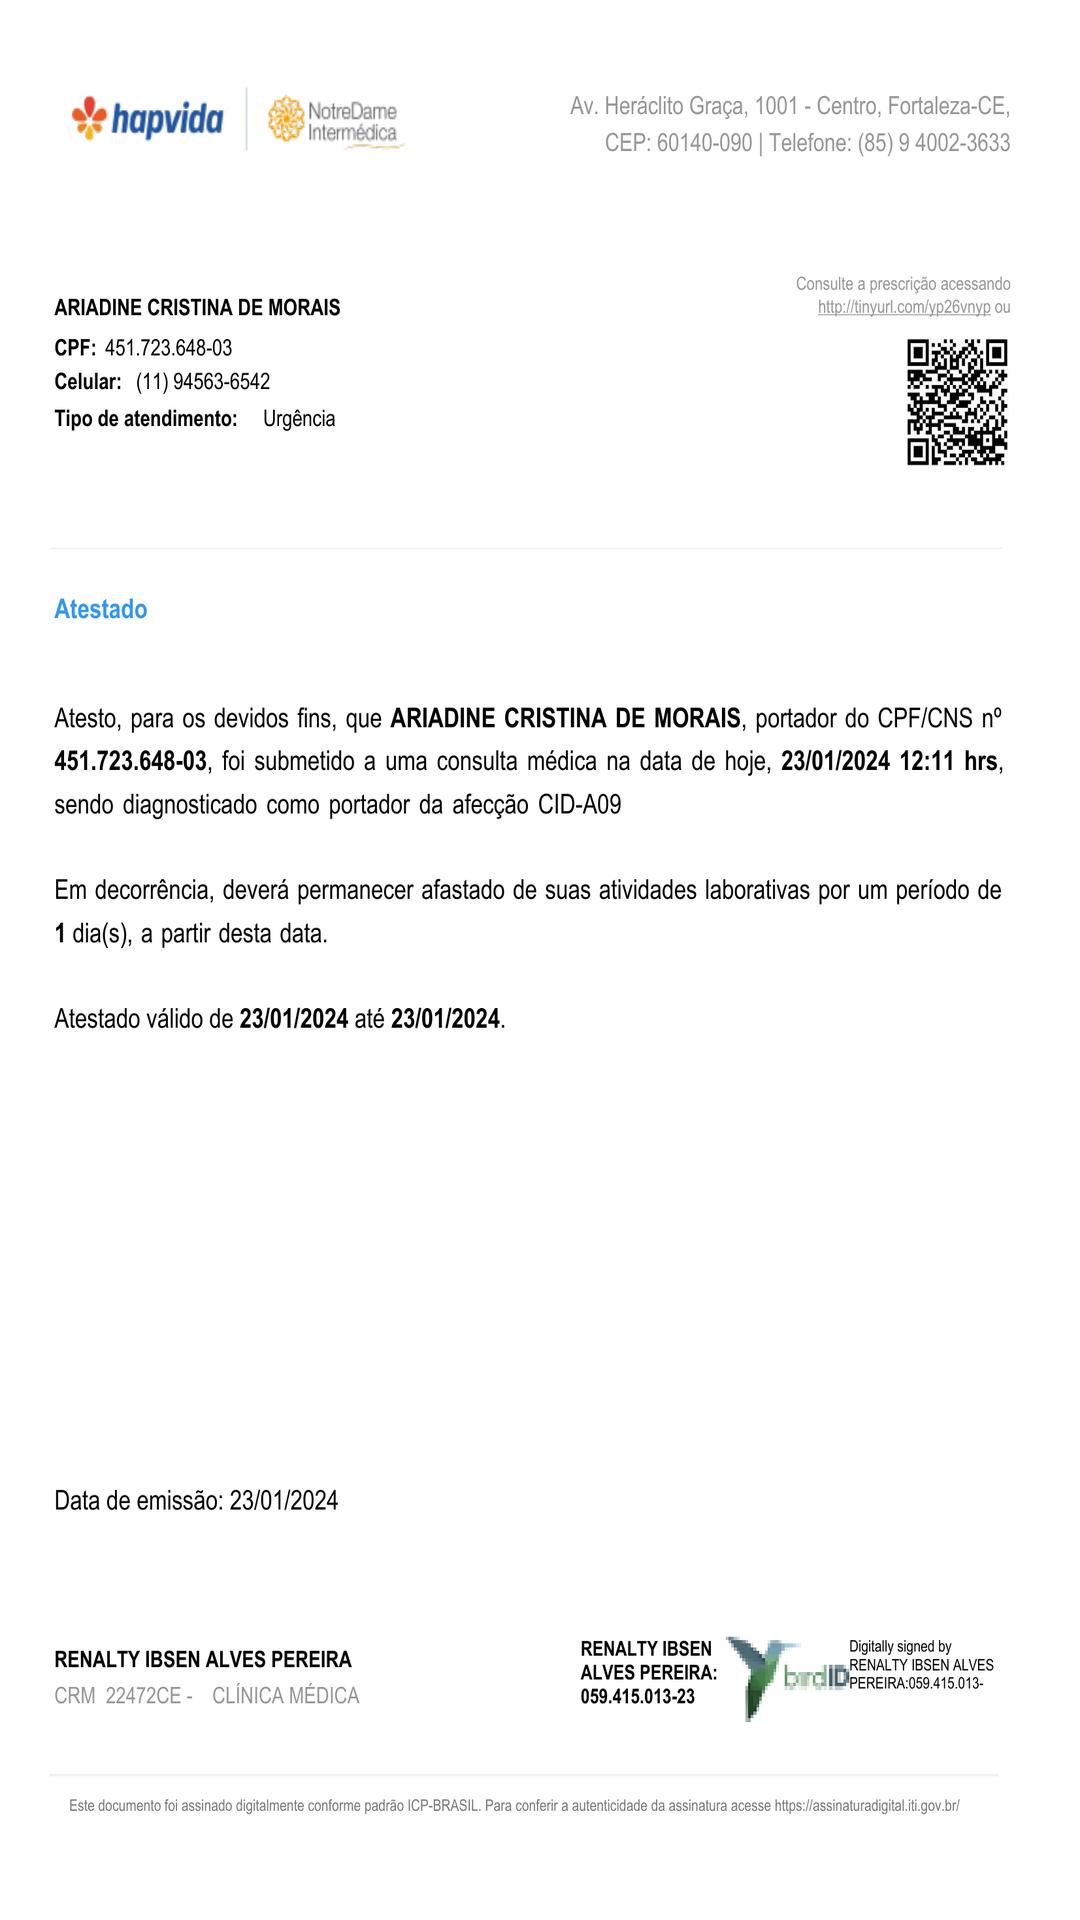 hapvida
NotreDame
Intermédica
Av. Heráclito Graça, 1001 - Centro, Fortaleza-CE,
CEP: 60140-090 | Telefone: (85) 9 4002-3633
Consulte a prescrição acessando
http://tinyurl.com/yp26vnyp ou
ARIADINE CRISTINA DE MORAIS
CPF: 451.723.648-03
Celular: (11) 94563-6542
Tipo de atendimento: Urgência
Atestado
Atesto, para os devidos fins, que ARIADINE CRISTINA DE MORAIS, portador do CPF/CNS nº
451.723.648-03, foi submetido a uma consulta médica na data de hoje, 23/01/2024 12:11 hrs,
sendo diagnosticado como portador da afecção CID-A09
Em decorrência, deverá permanecer afastado de suas atividades laborativas por um período de
1 dia(s), a partir desta data.
Atestado válido de 23/01/2024 até 23/01/2024.
Data de emissão: 23/01/2024
RENALTY IBSEN ALVES PEREIRA
CRM 22472CE - CLÍNICA MÉDICA
RENALTY IBSEN
ALVES PEREIRA:
059.415.013-23
birdID
Digitally signed by
RENALTY IBSEN ALVES
PEREIRA:059.415.013-
Este documento foi assinado digitalmente conforme padrão ICP-BRASIL. Para conferir a autenticidade da assinatura acesse https://assinaturadigital.iti.gov.br/